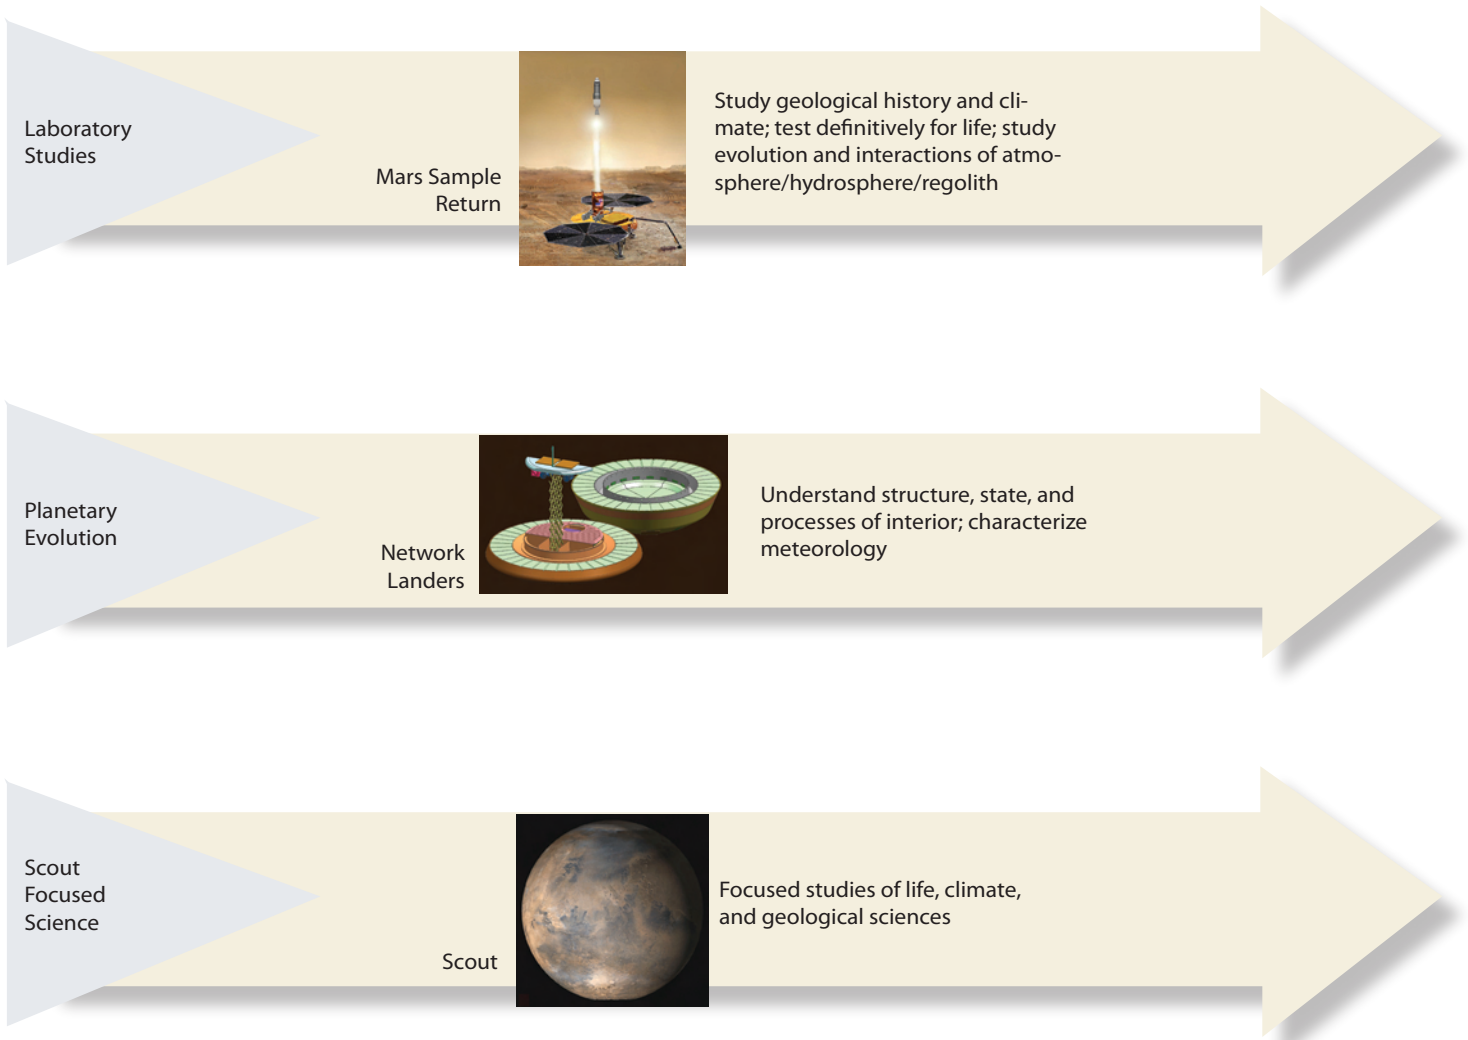 Laboratory
Studies
Mars Sample
Return
Study geological history and cli-
mate; test definitively for life; study
evolution and interactions of atmo-
sphere/hydrosphere/regolith
Planetary
Evolution
Network
Landers
Understand structure, state, and
processes of interior; characterize
meteorology
Scout
Focused
Science
Scout
Focused studies of life, climate,
and geological sciences